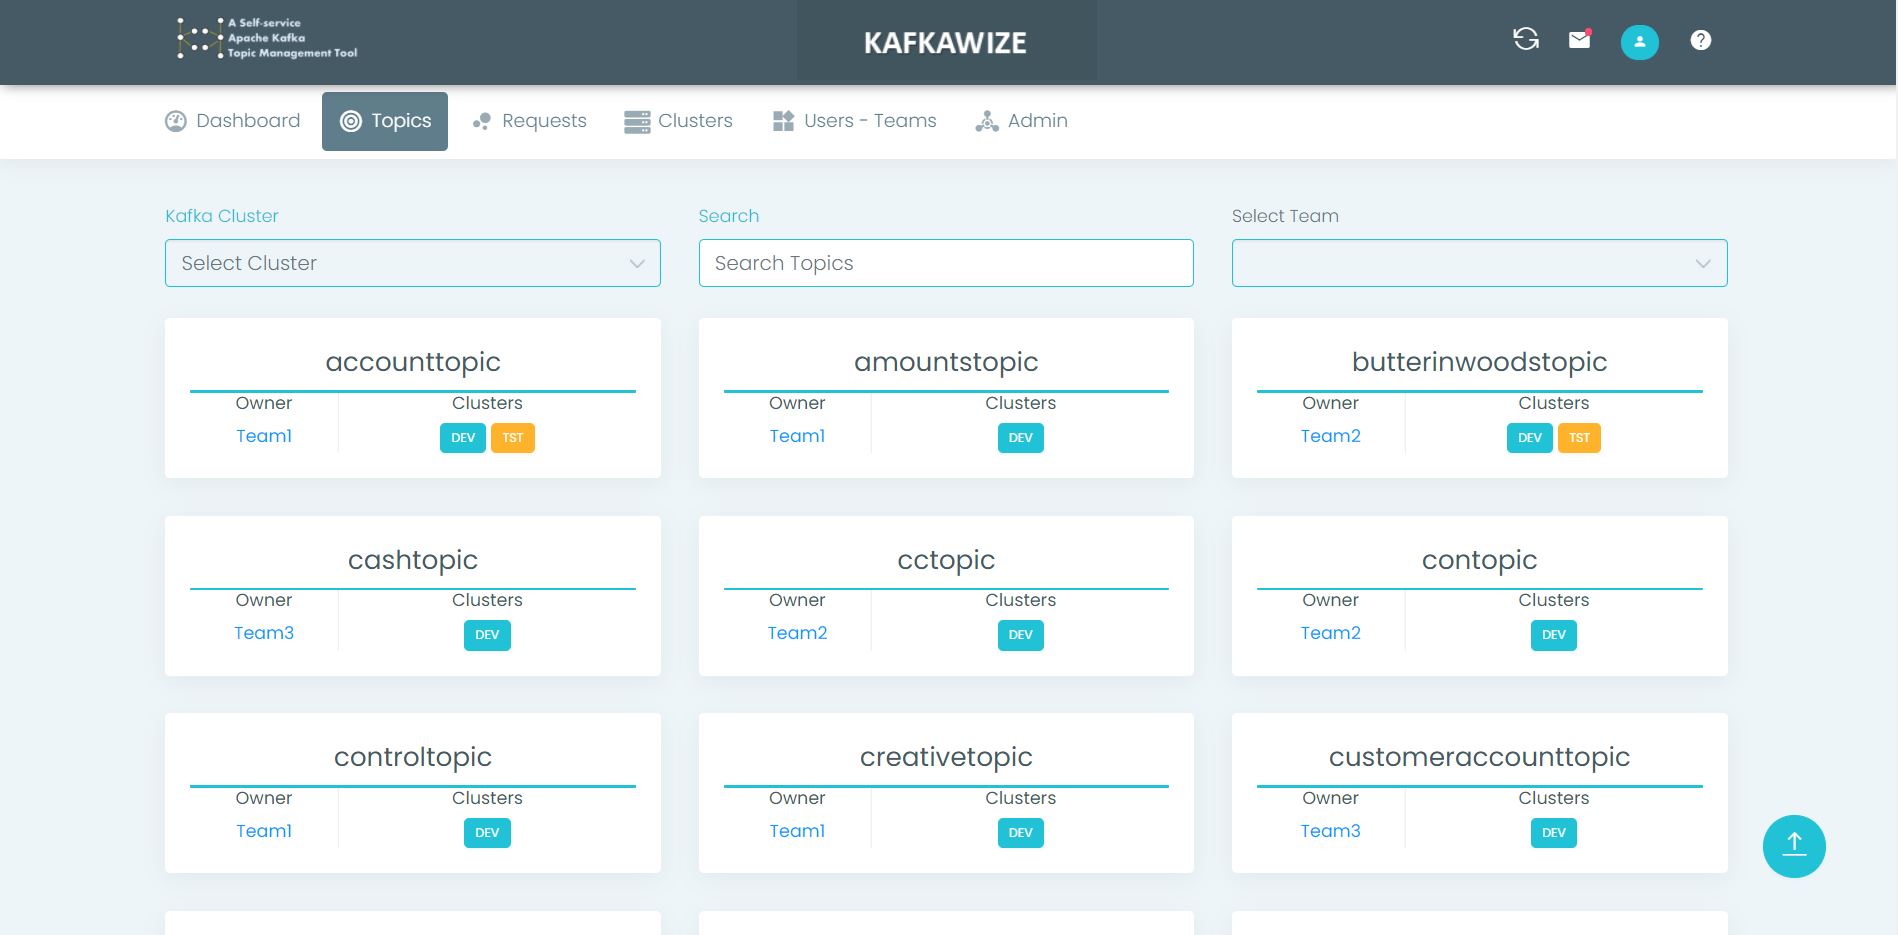 A Self-service
Apache Kafka
Topic Management Tool
KAFKAWIZE
?
Dashboard Topics Requests Clusters Users - Teams Admin
Kafka Cluster Search Select Team
Select Cluster Search Topics
accounttopic amountstopic butterinwoodstopic
Owner Clusters Owner Clusters Owner Clusters
Team1 DEV TST Team1 DEV Team2 DEV TST
cashtopic cctopic contopic
Owner Clusters Owner Clusters Owner Clusters
Team3 DEV Team2 DEV Team2 DEV
controltopic creativetopic customeraccounttopic
Owner Clusters Owner Clusters Owner Clusters
Team1 DEV Team1 DEV Team3 DEV